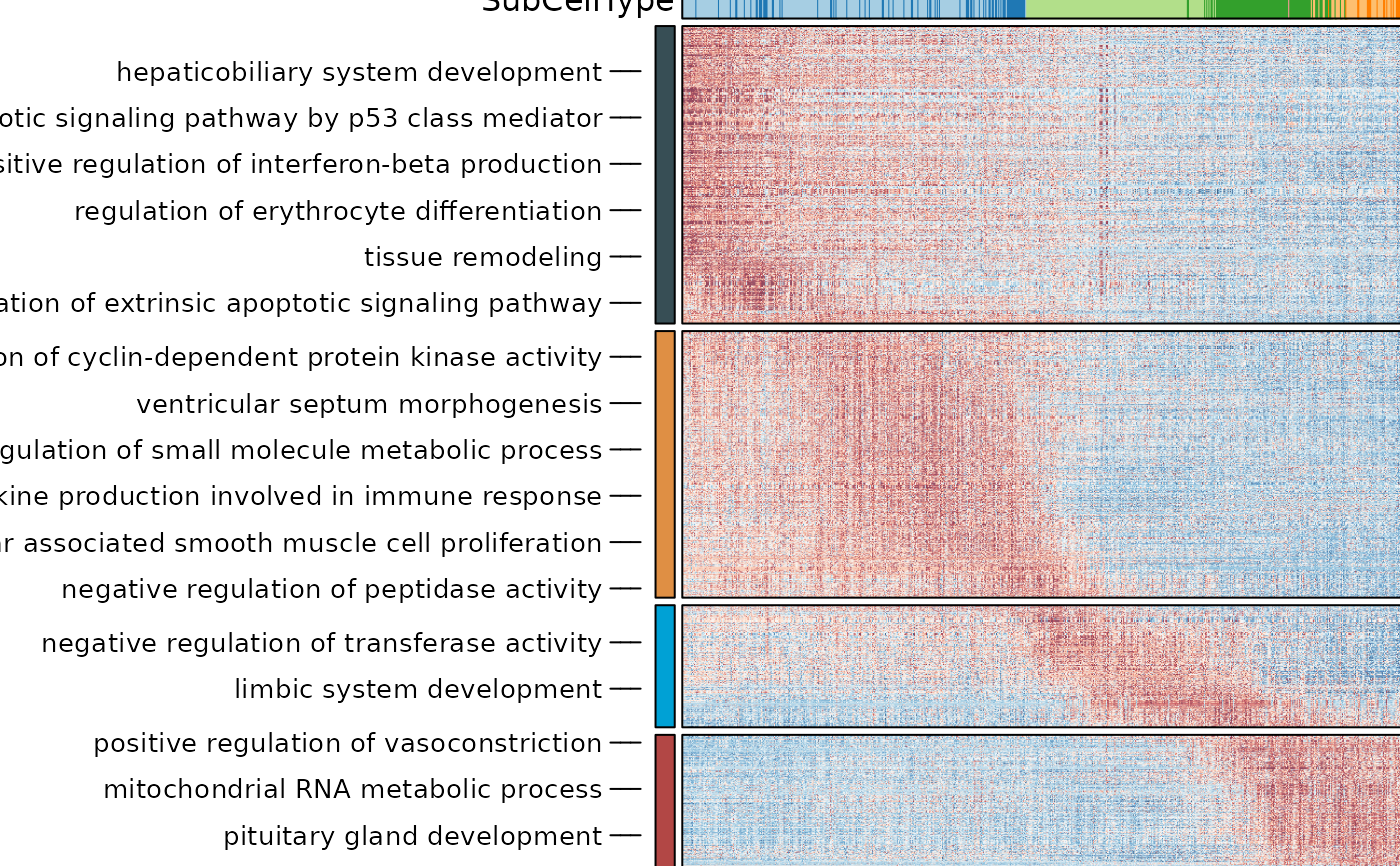 SubCellType
hepaticobiliary system development
otic signaling pathway by p53 class mediator
sitive regulation of interferon-beta production
regulation of erythrocyte differentiation
tissue remodeling
ation of extrinsic apoptotic signaling pathway
on of cyclin-dependent protein kinase activity
ventricular septum morphogenesis
gulation of small molecule metabolic process
kine production involved in immune response
ar associated smooth muscle cell proliferation
negative regulation of peptidase activity
negative regulation of transferase activity
limbic system development
positive regulation of vasoconstriction
mitochondrial RNA metabolic process
pituitary gland development